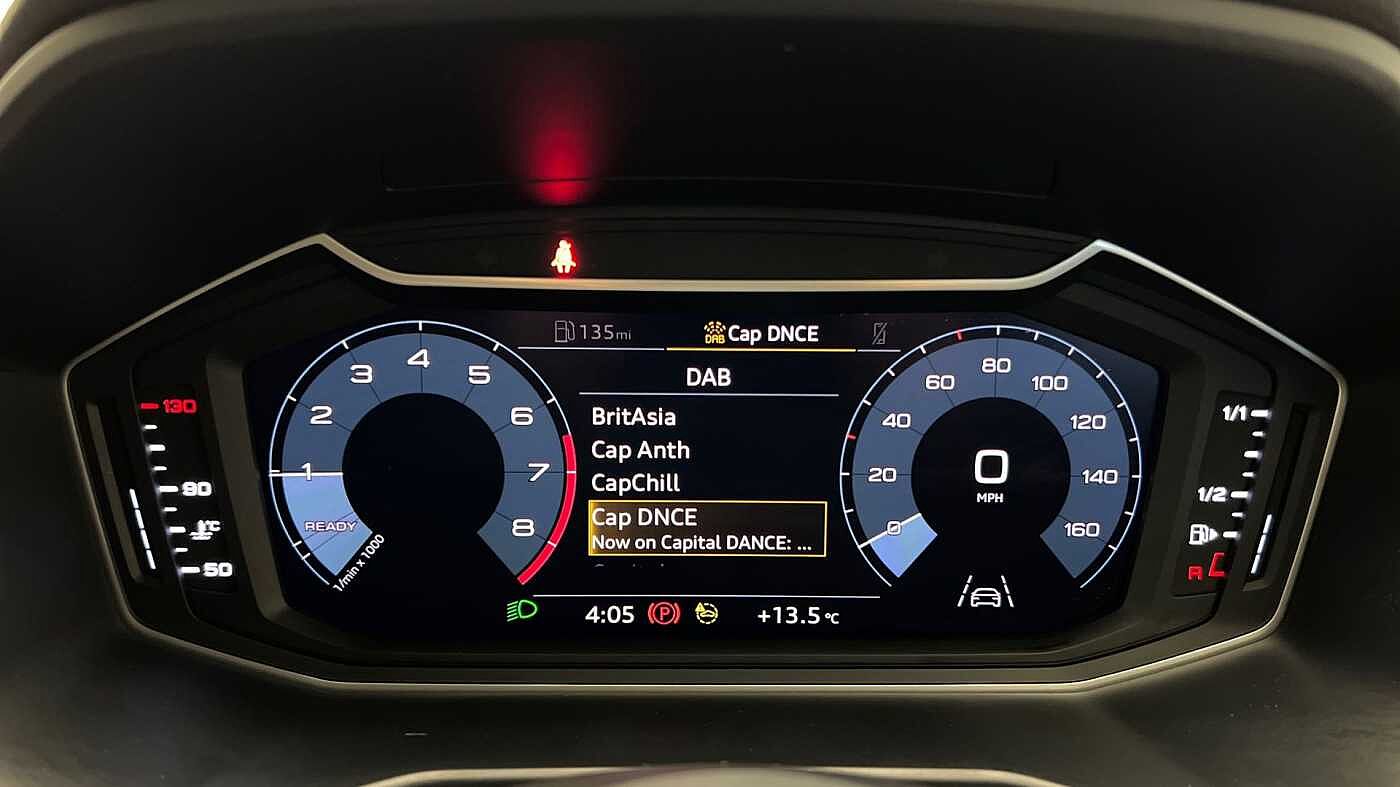 135mi
DAB Cap DNCE
DAB
BritAsia
Cap Anth
CapChill
Cap DNCE
Now on Capital DANCE: ...
1
2
3
4
5
6
7
8
READY
1/min x 1000
0
20
40
60
80
100
120
140
160
0
MPH
130
90
°C
50
1/1
1/2
R
4:05 P +13.5 °C